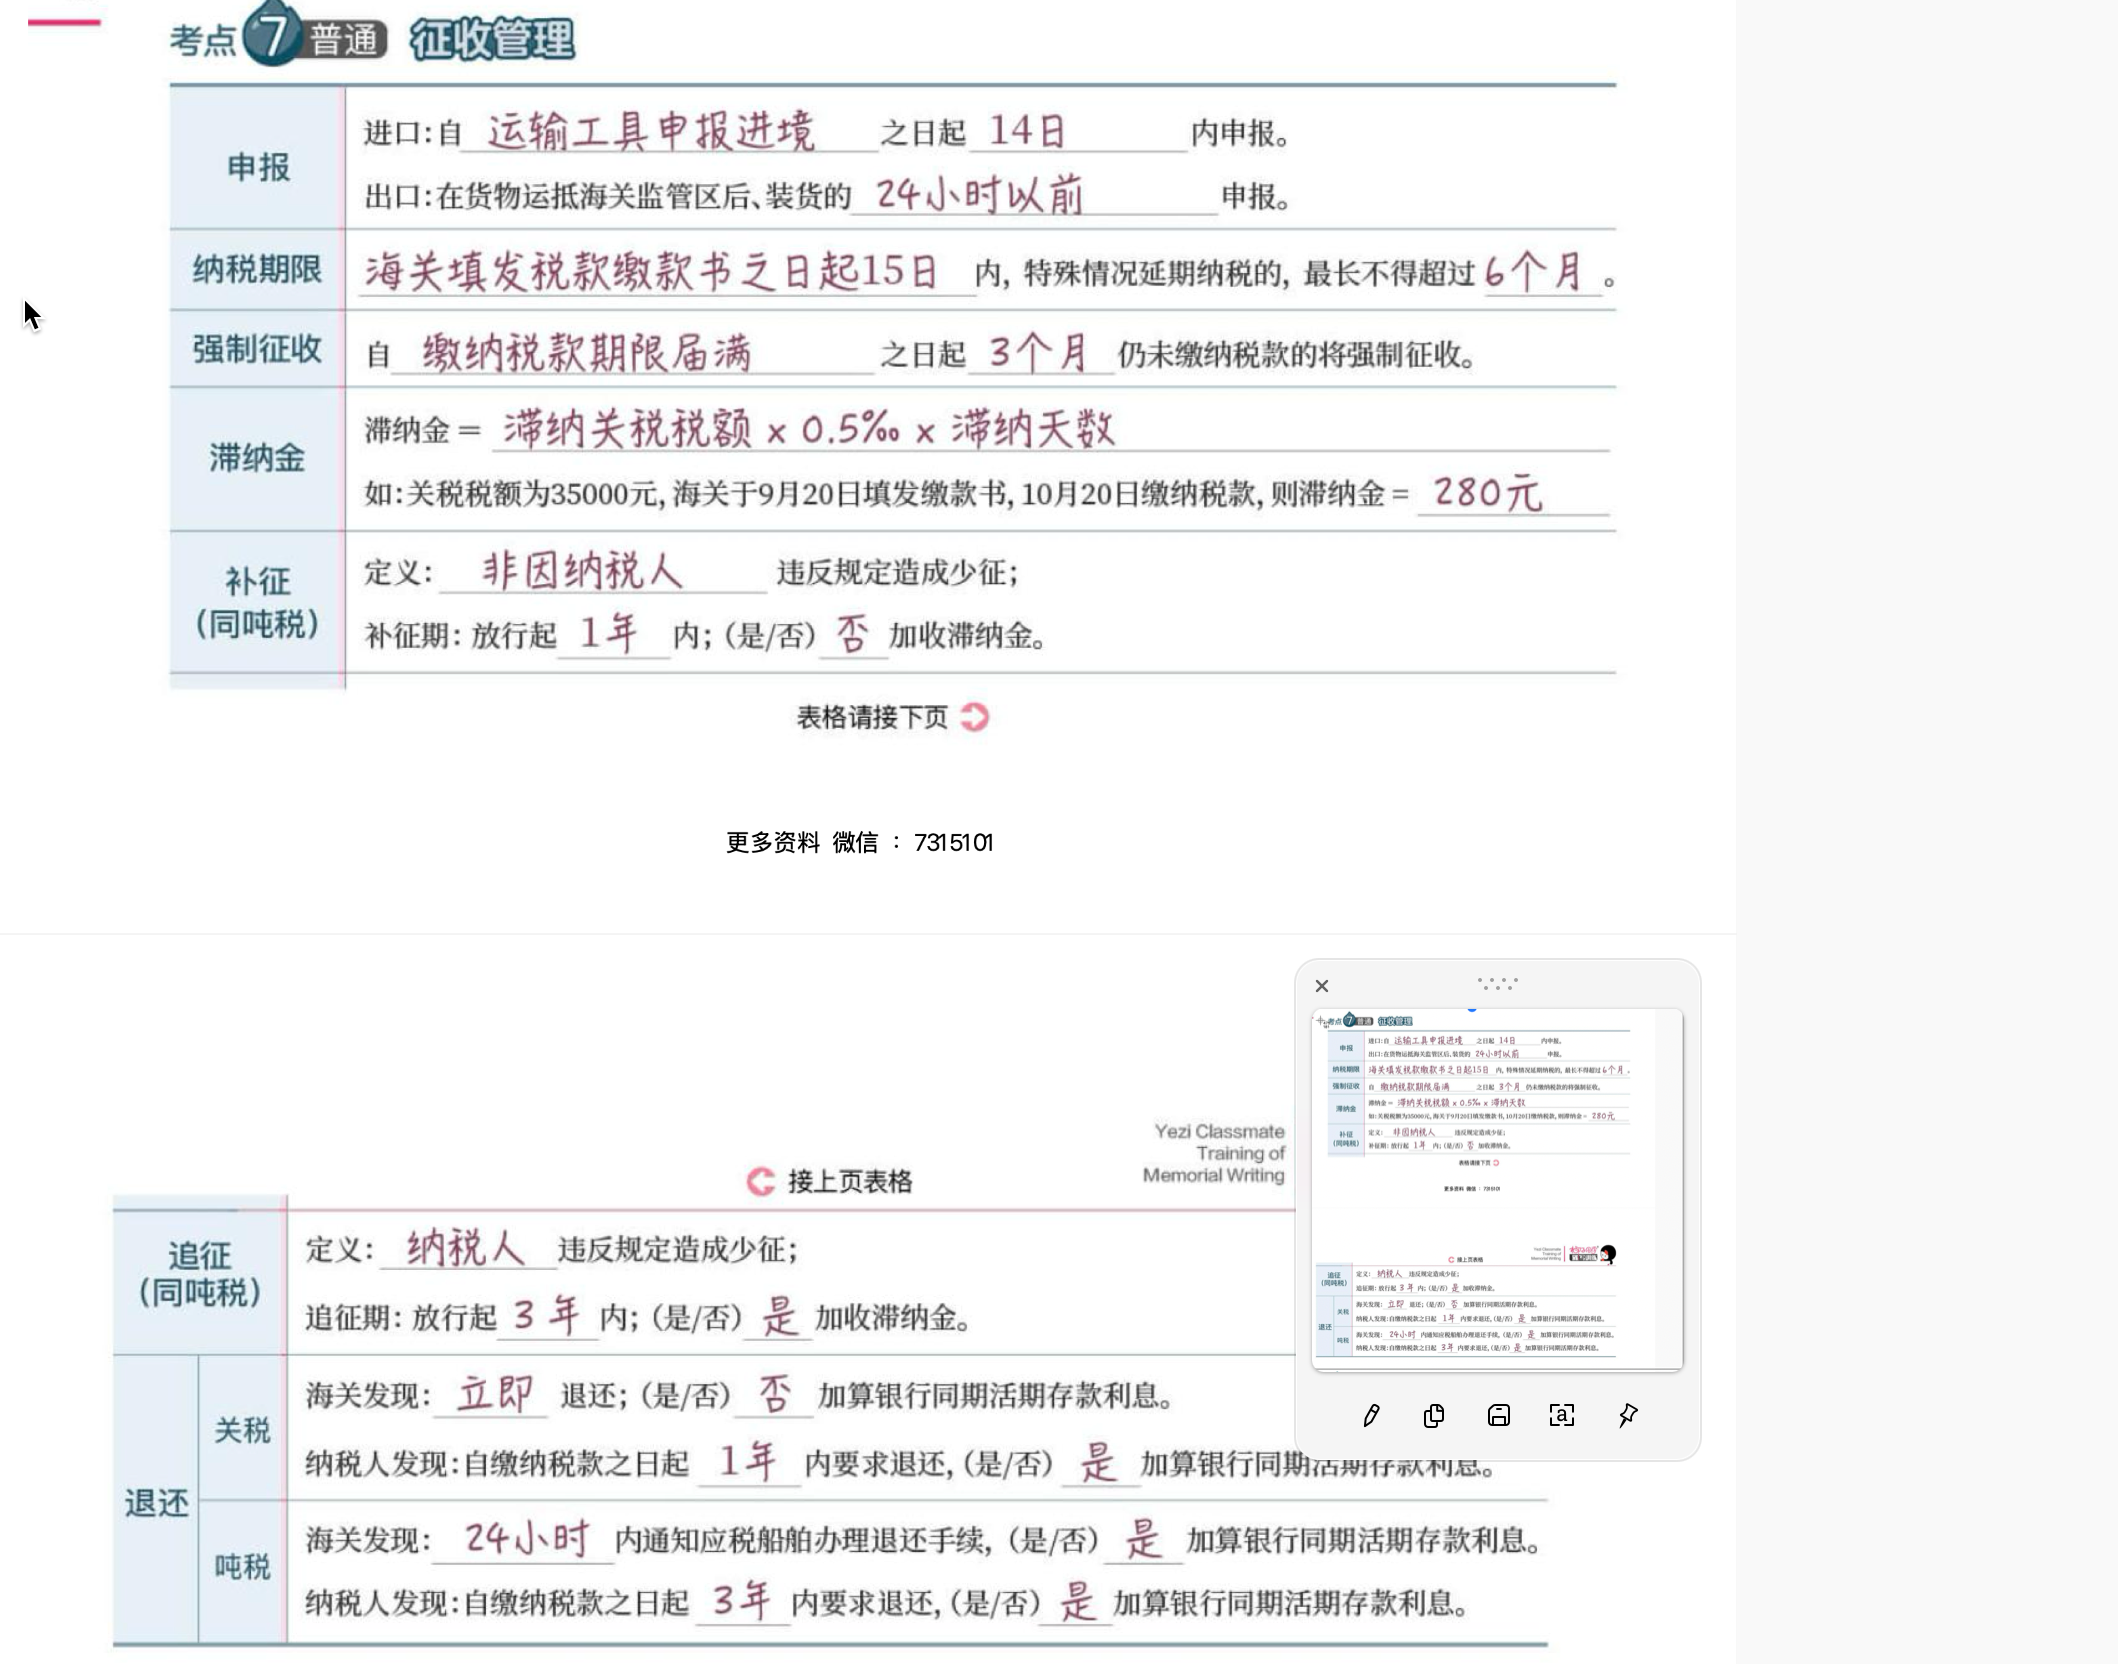 考点 7 普通 征收管理
申报
进口：自 运输工具申报进境 之日起 14日 内申报。
出口：在货物运抵海关监管区后、装货的 24小时以前 申报。
纳税期限
海关填发税款缴款书之日起15日 内，特殊情况延期纳税的，最长不得超过 6个月。
强制征收
自 缴纳税款期限届满 之日起 3个月 仍未缴纳税款的将强制征收。
滞纳金
滞纳金＝ 滞纳关税税额 x 0.5‰ x 滞纳天数
如：关税税额为35000元，海关于9月20日填发缴款书，10月20日缴纳税款，则滞纳金＝ 280元
补征
（同吨税）
定义： 非因纳税人 违反规定造成少征；
补征期：放行起 1年 内；（是/否） 否 加收滞纳金。
表格请接下页
更多资料 微信 ： 7315101
Yezi Classmate
Training of
Memorial Writing
接上页表格
追征
（同吨税）
定义： 纳税人 违反规定造成少征；
追征期：放行起 3年 内；（是/否） 是 加收滞纳金。
退还
关税
海关发现： 立即 退还；（是/否） 否 加算银行同期活期存款利息。
纳税人发现：自缴纳税款之日起 1年 内要求退还，（是/否） 是 加算银行同期活期存款利息。
吨税
海关发现： 24小时 内通知应税船舶办理退还手续，（是/否） 是 加算银行同期活期存款利息。
纳税人发现：自缴纳税款之日起 3年 内要求退还，（是/否） 是 加算银行同期活期存款利息。